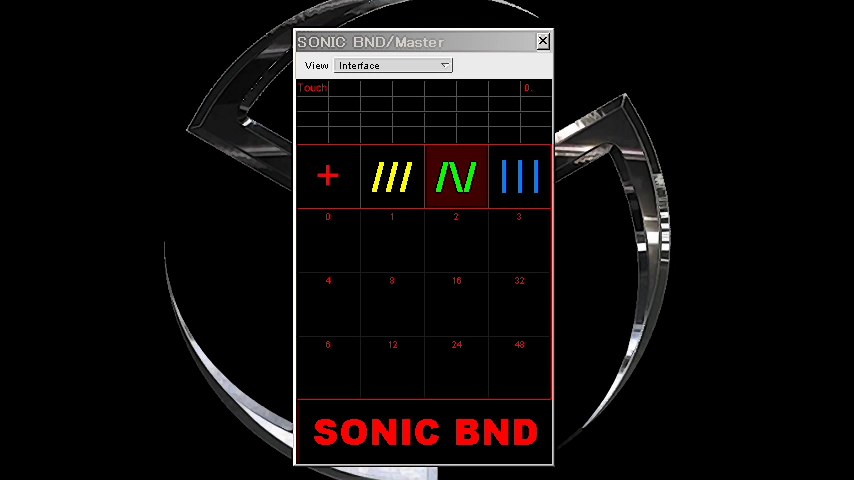 SONIC BND/Master
View Interface
Touch 0.
0 1 2 3
4 8 16 32
6 12 24 48
SONIC BND